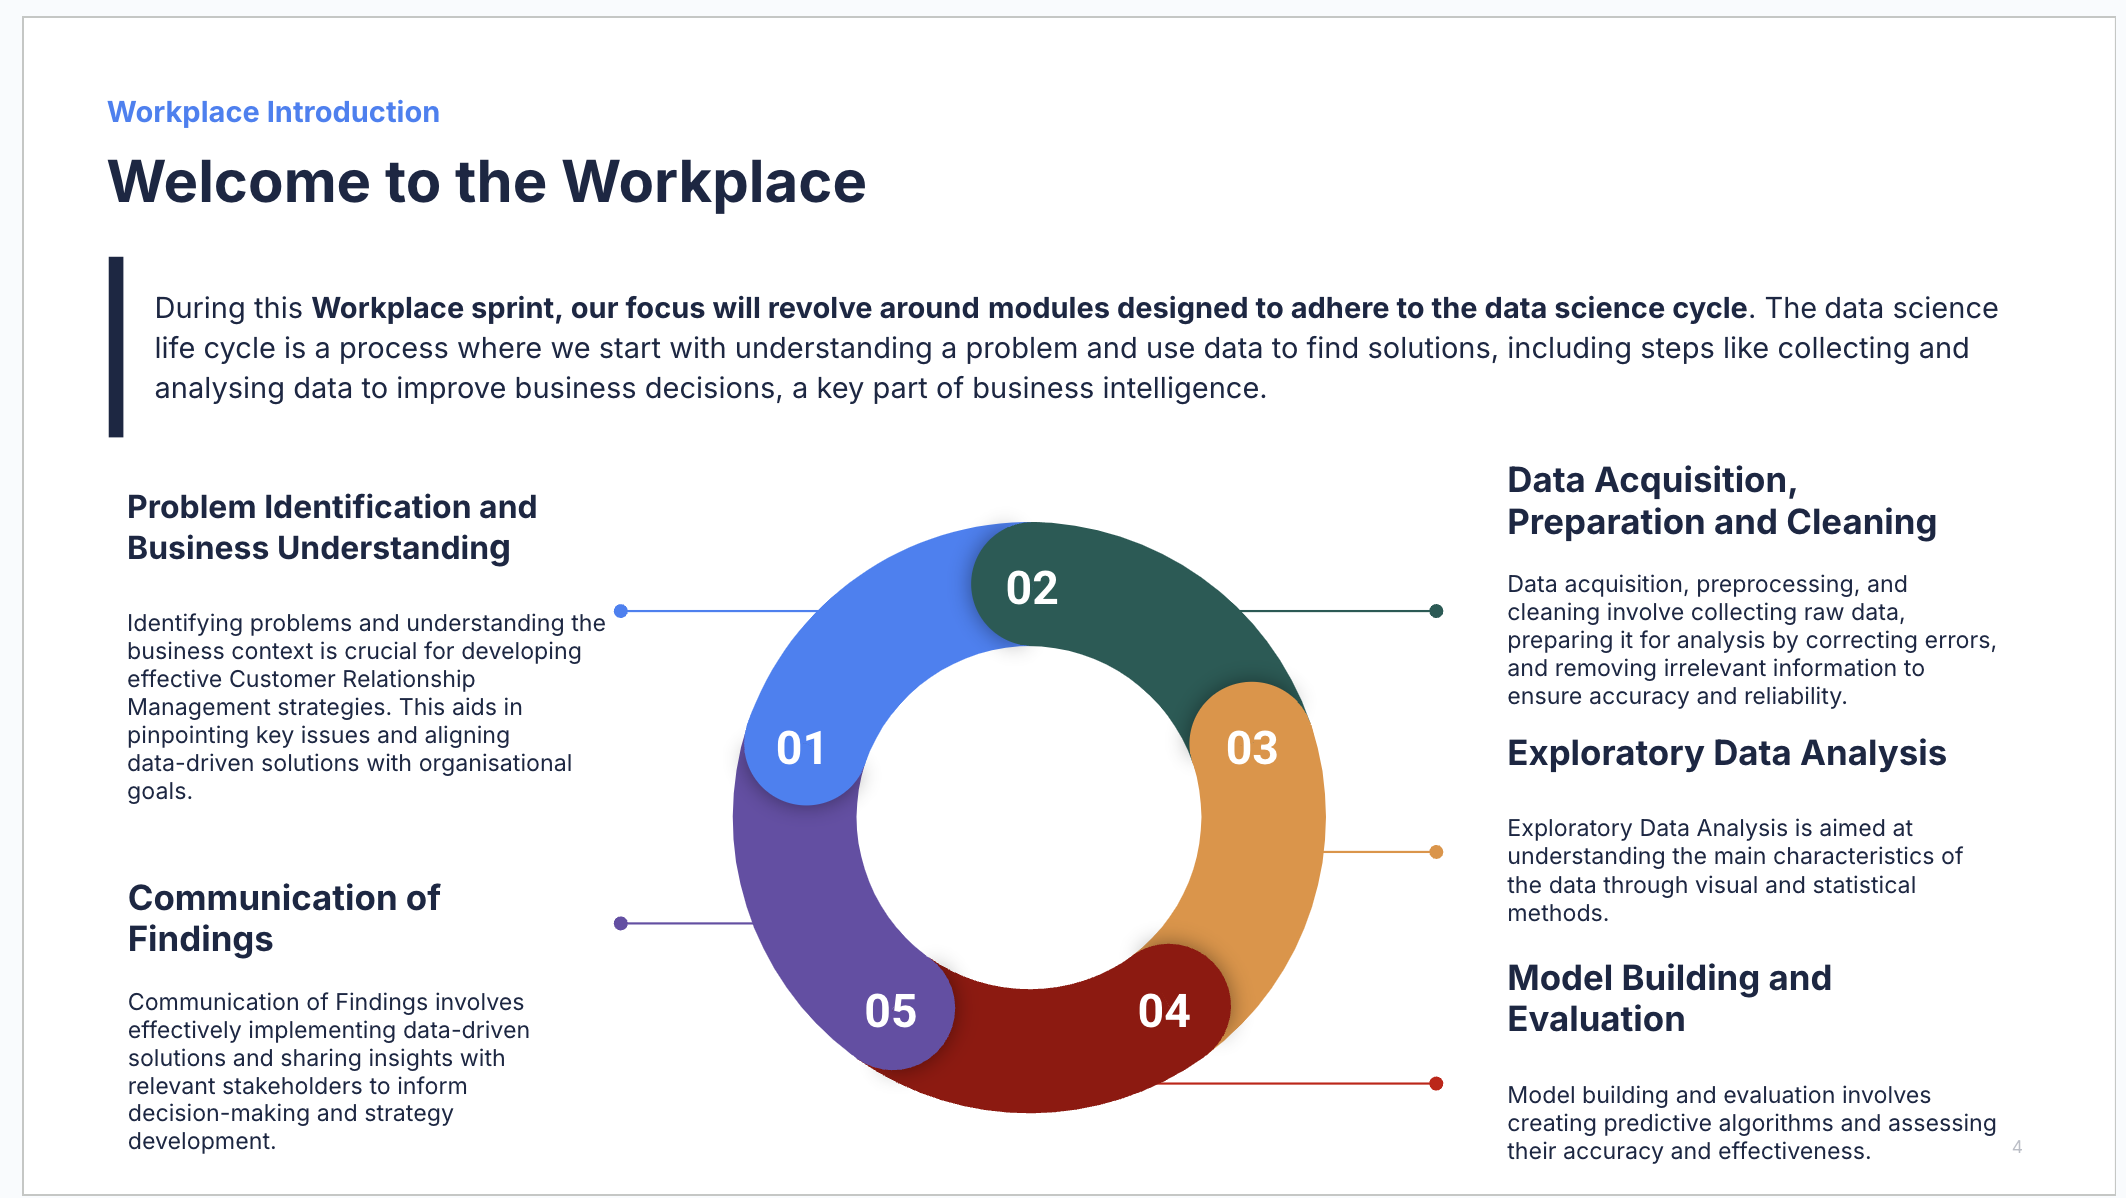 Workplace Introduction
Welcome to the Workplace
During this Workplace sprint, our focus will revolve around modules designed to adhere to the data science cycle. The data science
life cycle is a process where we start with understanding a problem and use data to find solutions, including steps like collecting and
analysing data to improve business decisions, a key part of business intelligence.
Problem Identification and
Business Understanding
Identifying problems and understanding the
business context is crucial for developing
effective Customer Relationship
Management strategies. This aids in
pinpointing key issues and aligning
data-driven solutions with organisational
goals.
Communication of
Findings
Communication of Findings involves
effectively implementing data-driven
solutions and sharing insights with
relevant stakeholders to inform
decision-making and strategy
development.
01
02
03
04
05
Data Acquisition,
Preparation and Cleaning
Data acquisition, preprocessing, and
cleaning involve collecting raw data,
preparing it for analysis by correcting errors,
and removing irrelevant information to
ensure accuracy and reliability.
Exploratory Data Analysis
Exploratory Data Analysis is aimed at
understanding the main characteristics of
the data through visual and statistical
methods.
Model Building and
Evaluation
Model building and evaluation involves
creating predictive algorithms and assessing
their accuracy and effectiveness.
4